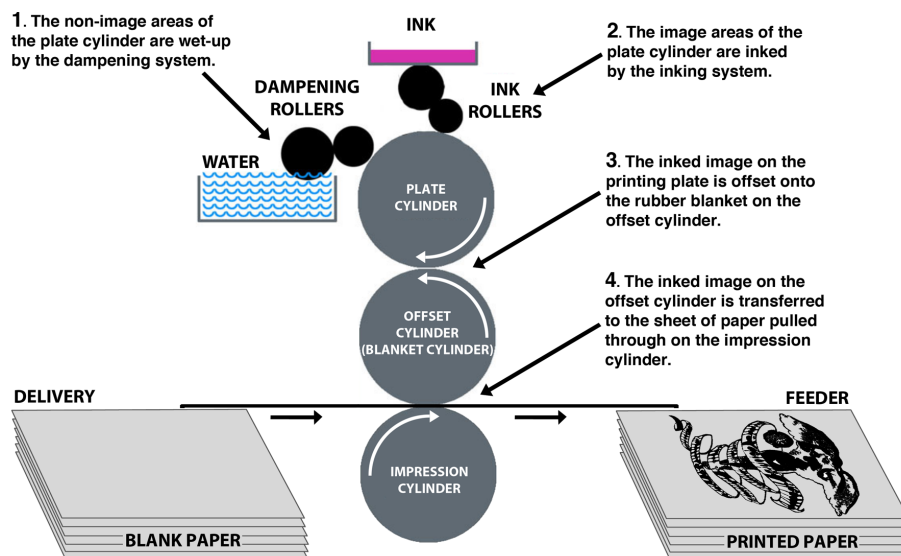 1. The non-image areas of
the plate cylinder are wet-up
by the dampening system.
INK
2. The image areas of the
plate cylinder are inked
by the inking system.
DAMPENING
ROLLERS
INK
ROLLERS
WATER
PLATE
CYLINDER
3. The inked image on the
printing plate is offset onto
the rubber blanket on the
offset cylinder.
4. The inked image on the
offset cylinder is transferred
to the sheet of paper pulled
through on the impression
cylinder.
OFFSET
CYLINDER
(BLANKET CYLINDER)
DELIVERY
FEEDER
IMPRESSION
CYLINDER
BLANK PAPER
PRINTED PAPER